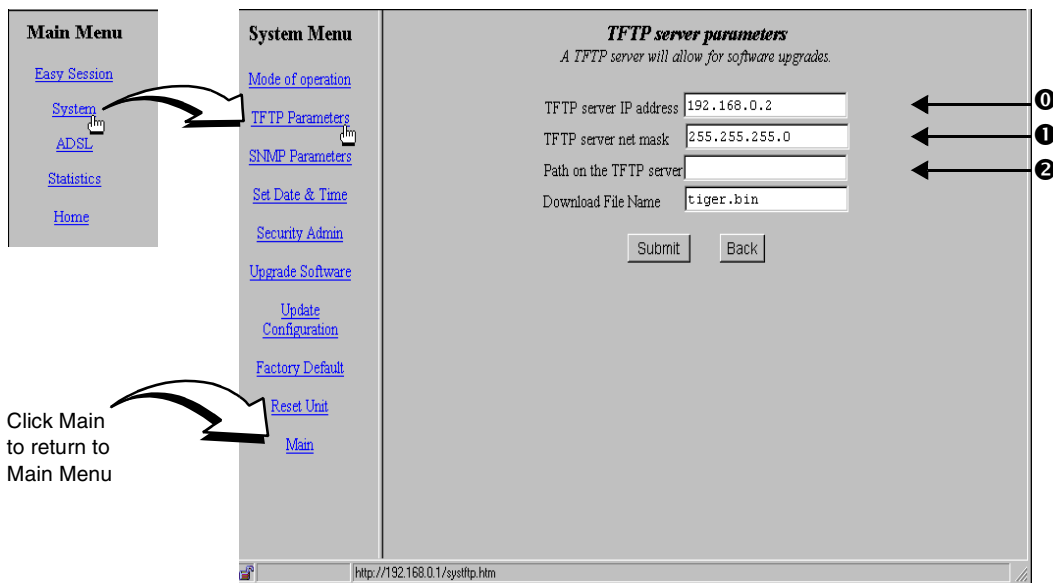 Main Menu
Easy Session
System
ADSL
Statistics
Home
Click Main
to return to
Main Menu
System Menu
Mode of operation
TFTP Parameters
SNMP Parameters
Set Date & Time
Security Admin
Upgrade Software
Update
Configuration
Factory Default
Reset Unit
Main
TFTP server parameters
A TFTP server will allow for software upgrades.
TFTP server IP address 192.168.0.2
TFTP server net mask 255.255.255.0
Path on the TFTP server
Download File Name tiger.bin
Submit Back
⓿
❶
❷
http://192.168.0.1/systftp.htm